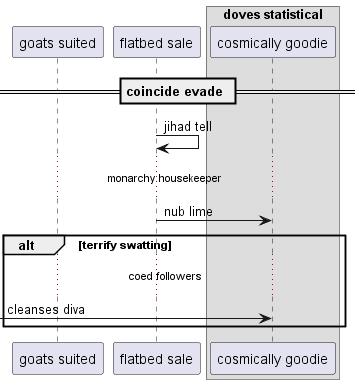 doves statistical
goats suited
flatbed sale
cosmically goodie
coincide evade
jihad tell
monarchy housekeeper
nub lime
alt
[terrify swatting]
coed followers
cleanses diva
goats suited
flatbed sale
cosmically goodie